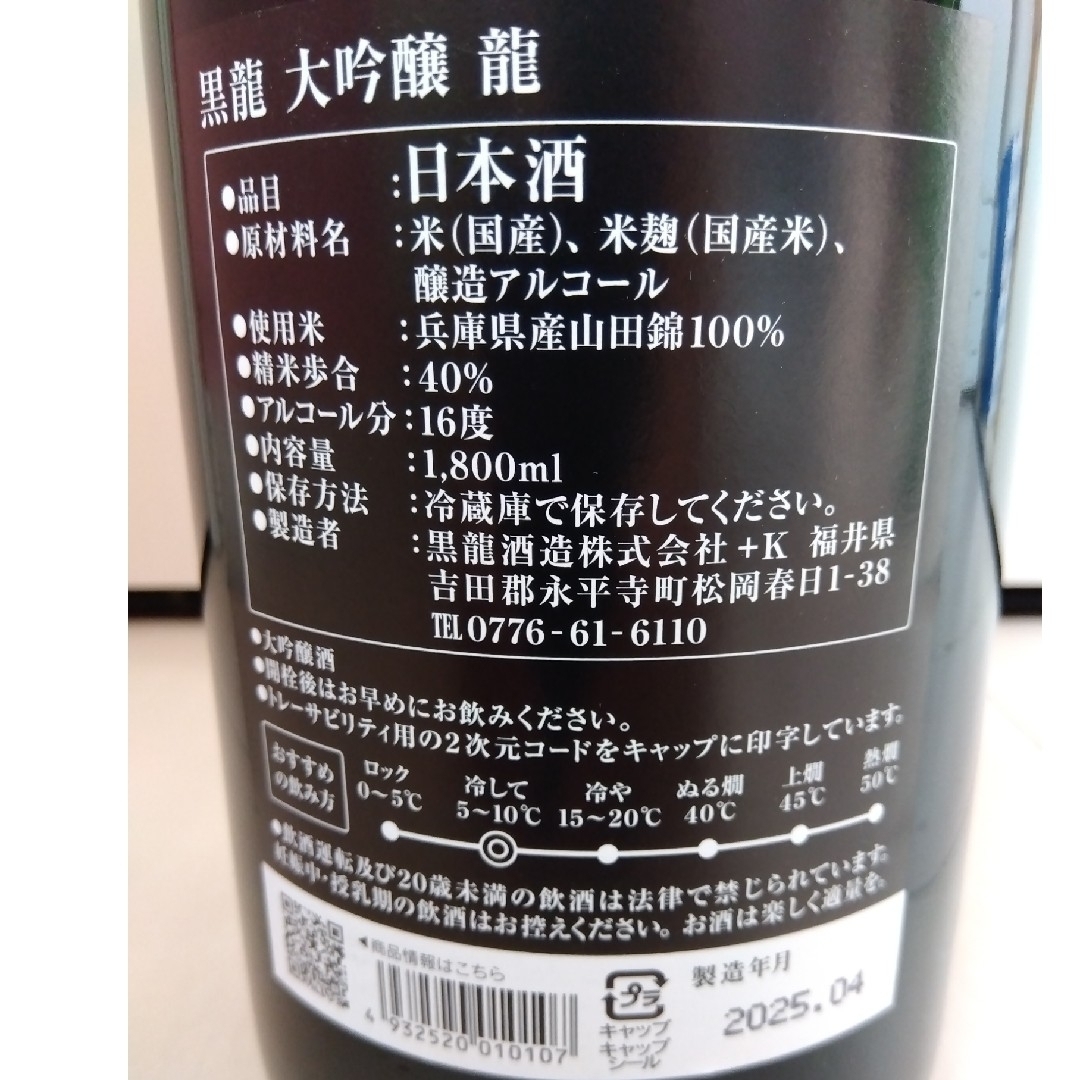 黒龍 大吟醸 龍
●品目 :日本酒
●原材料名 :米(国産)、米麹(国産米)、
醸造アルコール
●使用米 :兵庫県産山田錦100%
●精米歩合 :40%
●アルコール分:16度
●内容量 :1,800ml
●保存方法 :冷蔵庫で保存してください。
●製造者 :黒龍酒造株式会社+K 福井県
吉田郡永平寺町松岡春日1-38
TEL0776-61-6110
●大吟醸酒
●開栓後はお早めにお飲みください。
●トレーサビリティ用の2次元コードをキャップに印字しています。
おすすめの飲み方
ロック 0~5℃
冷して 5~10℃
冷や 15~20℃
ぬる燗 40℃
上燗 45℃
熱燗 50℃
●飲酒運転及び20歳未満の飲酒は法律で禁じられています。
妊娠中・授乳期の飲酒はお控えください。お酒は楽しく適量を。
◀商品情報はこちら
4 932520 010107
プラ
キャップ
キャップ
シール
製造年月
2025.04